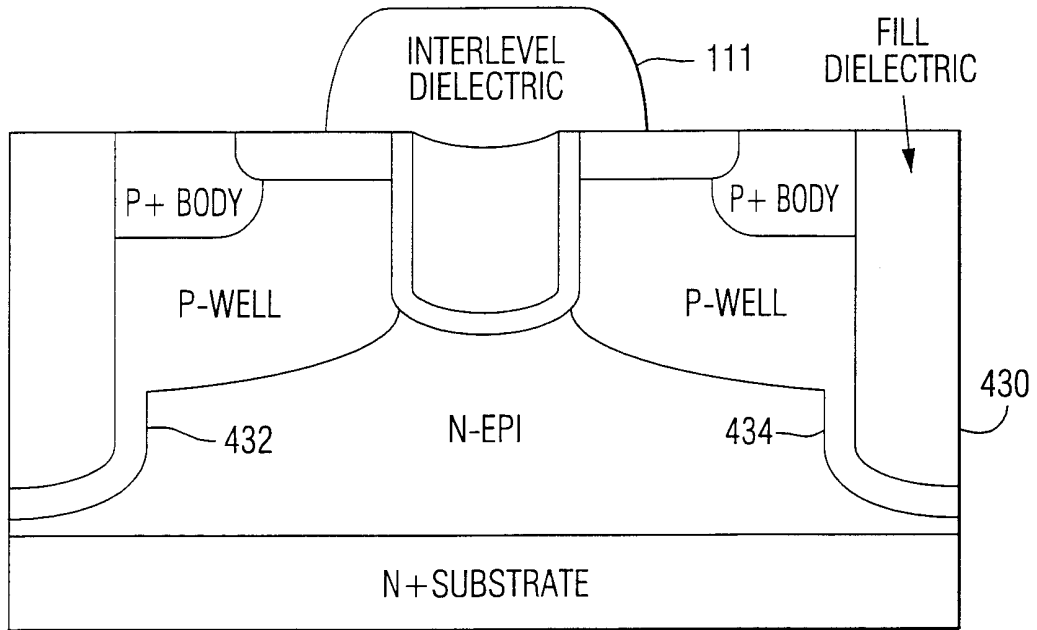 INTERLEVEL
DIELECTRIC
111
FILL
DIELECTRIC
P+ BODY
P+ BODY
P-WELL
P-WELL
430
432
N-EPI
434
N+SUBSTRATE